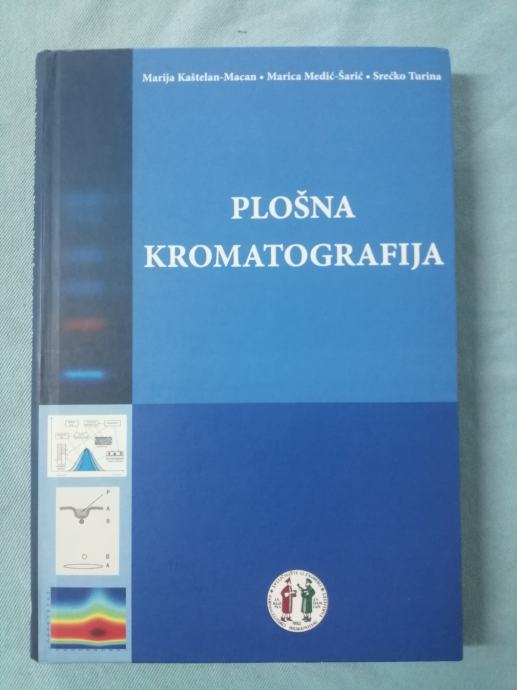 Marija Kaštelan-Macan • Marica Medić-Šarić • Srećko Turina
PLOŠNA
KROMATOGRAFIJA
P
A
B
B
A